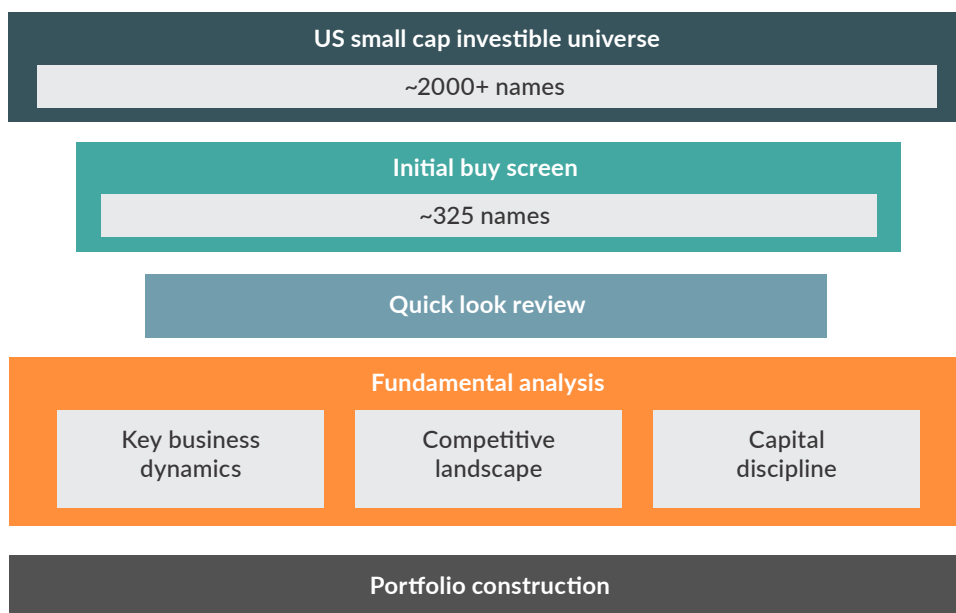 US small cap investible universe
~2000+ names
Initial buy screen
~325 names
Quick look review
Fundamental analysis
Key business
dynamics
Competitive
landscape
Capital
discipline
Portfolio construction